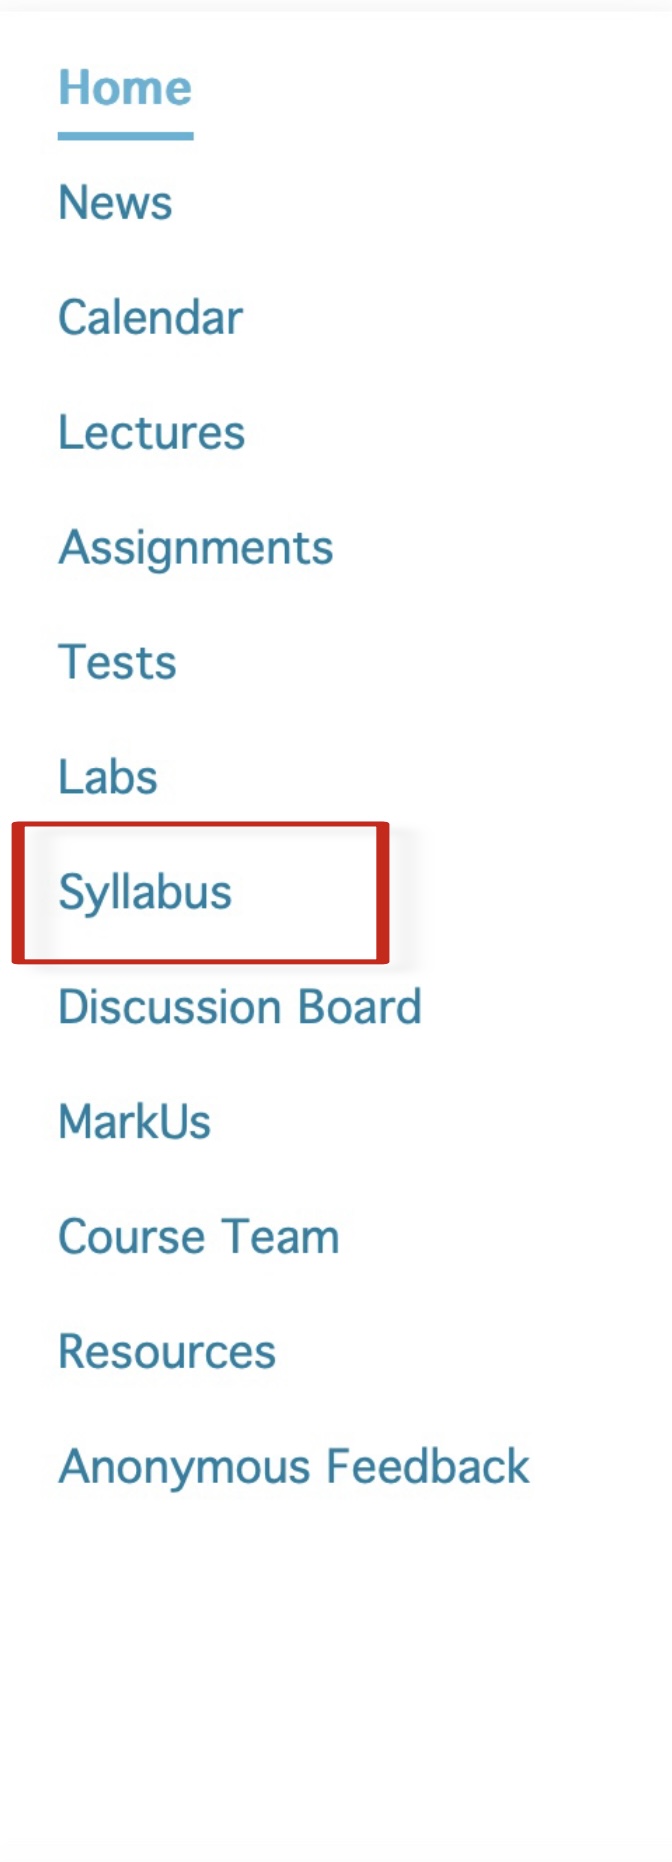 Home
News
Calendar
Lectures
Assignments
Tests
Labs
Syllabus
Discussion Board
MarkUs
Course Team
Resources
Anonymous Feedback